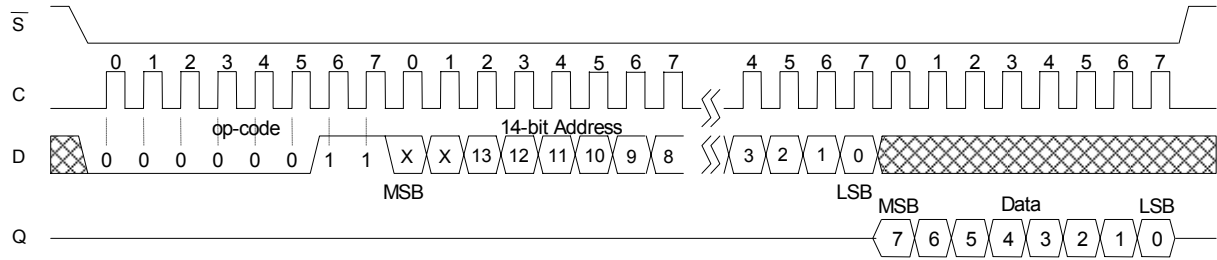 S
0 1 2 3 4 5 6 7 0 1 2 3 4 5 6 7 4 5 6 7 0 1 2 3 4 5 6 7
C
op-code 14-bit Address
D 0 0 0 0 0 0 1 1 X X 13 12 11 10 9 8 3 2 1 0
MSB LSB MSB Data LSB
Q 7 6 5 4 3 2 1 0